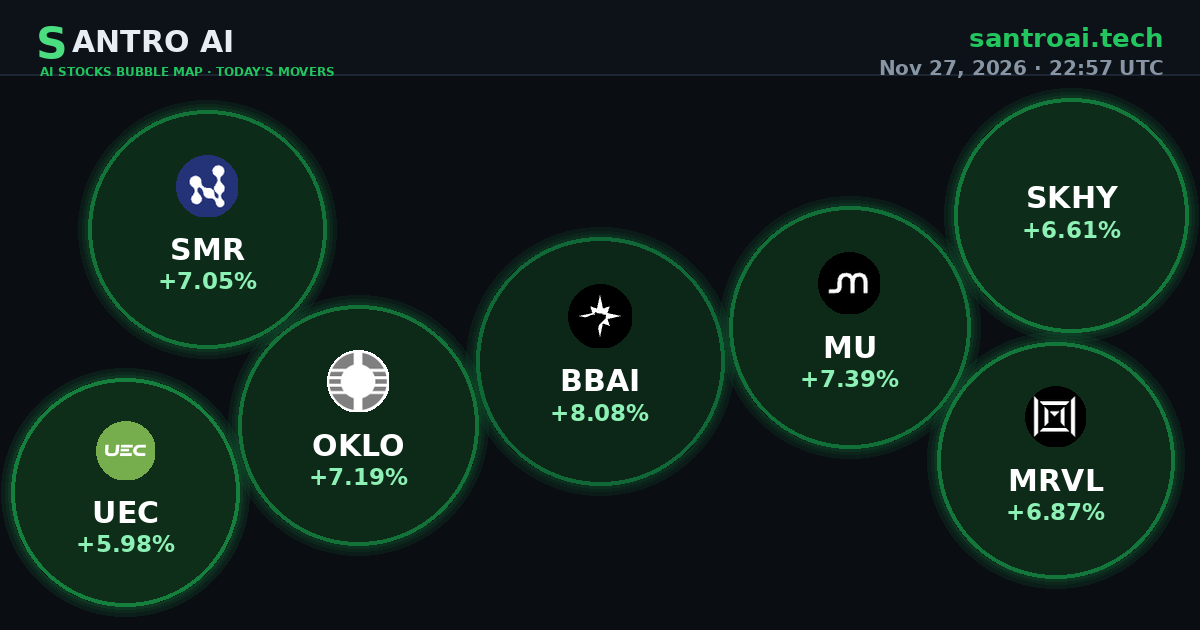 SANTRO AI
AI STOCKS BUBBLE MAP · TODAY'S MOVERS
santroai.tech
Nov 27, 2026 · 22:57 UTC
SMR
+7.05%
UEC
UEC
+5.98%
OKLO
+7.19%
BBAI
+8.08%
MU
+7.39%
SKHY
+6.61%
MRVL
+6.87%